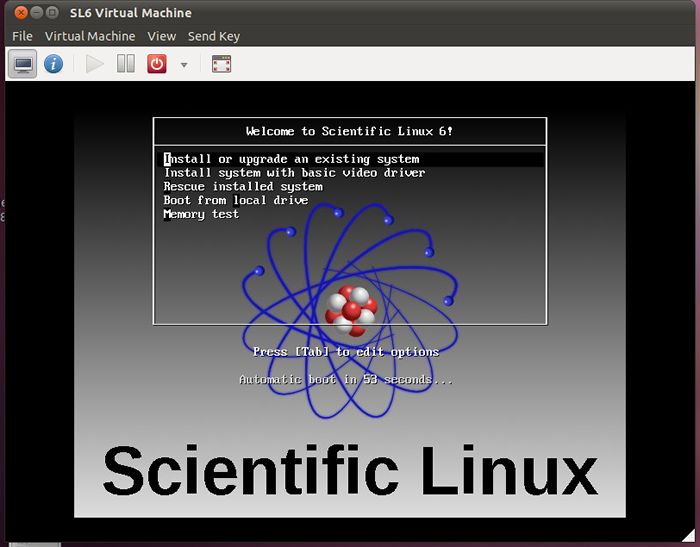 SL6 Virtual Machine
File Virtual Machine View Send Key
Welcome to Scientific Linux 6!
Install or upgrade an existing system
Install system with basic video driver
Rescue installed system
Boot from local drive
Memory test
Press [Tab] to edit options
Automatic boot in 53 seconds...
Scientific Linux